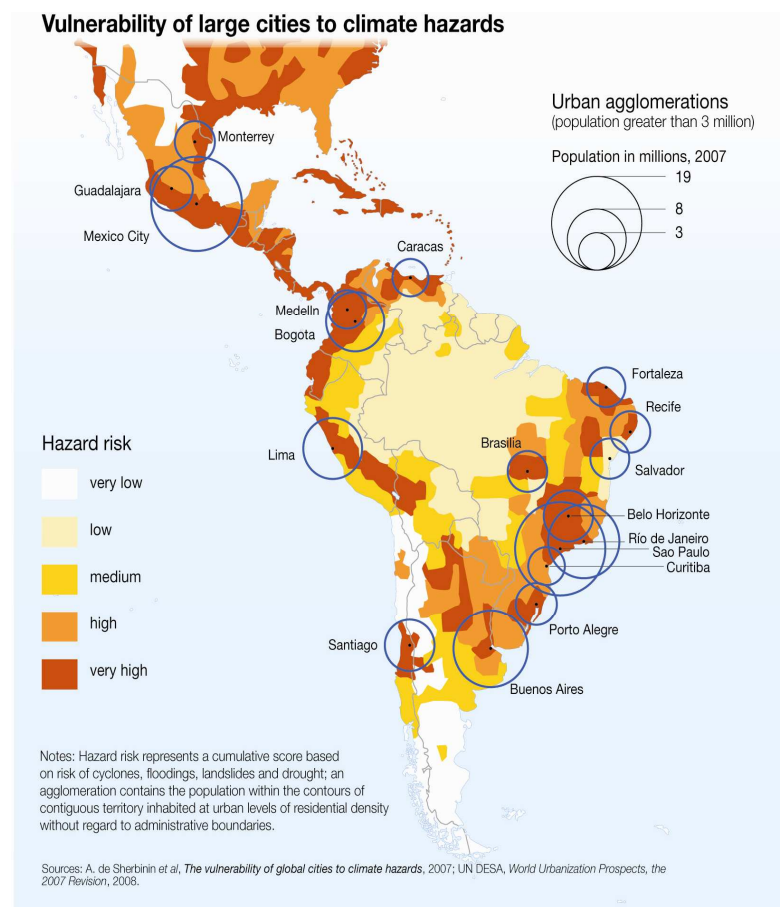 Vulnerability of large cities to climate hazards
Urban agglomerations
(population greater than 3 million)
Population in millions, 2007
19
8
3
Monterrey
Guadalajara
Mexico City
Caracas
Medelln
Bogota
Fortaleza
Recife
Brasilia
Lima
Salvador
Belo Horizonte
Río de Janeiro
Sao Paulo
Curitiba
Porto Alegre
Santiago
Buenos Aires
Hazard risk
very low
low
medium
high
very high
Notes: Hazard risk represents a cumulative score based
on risk of cyclones, floodings, landslides and drought; an
agglomeration contains the population within the contours of
contiguous territory inhabited at urban levels of residential density
without regard to administrative boundaries.
Sources: A. de Sherbinin et al, The vulnerability of global cities to climate hazards, 2007; UN DESA, World Urbanization Prospects, the
2007 Revision, 2008.